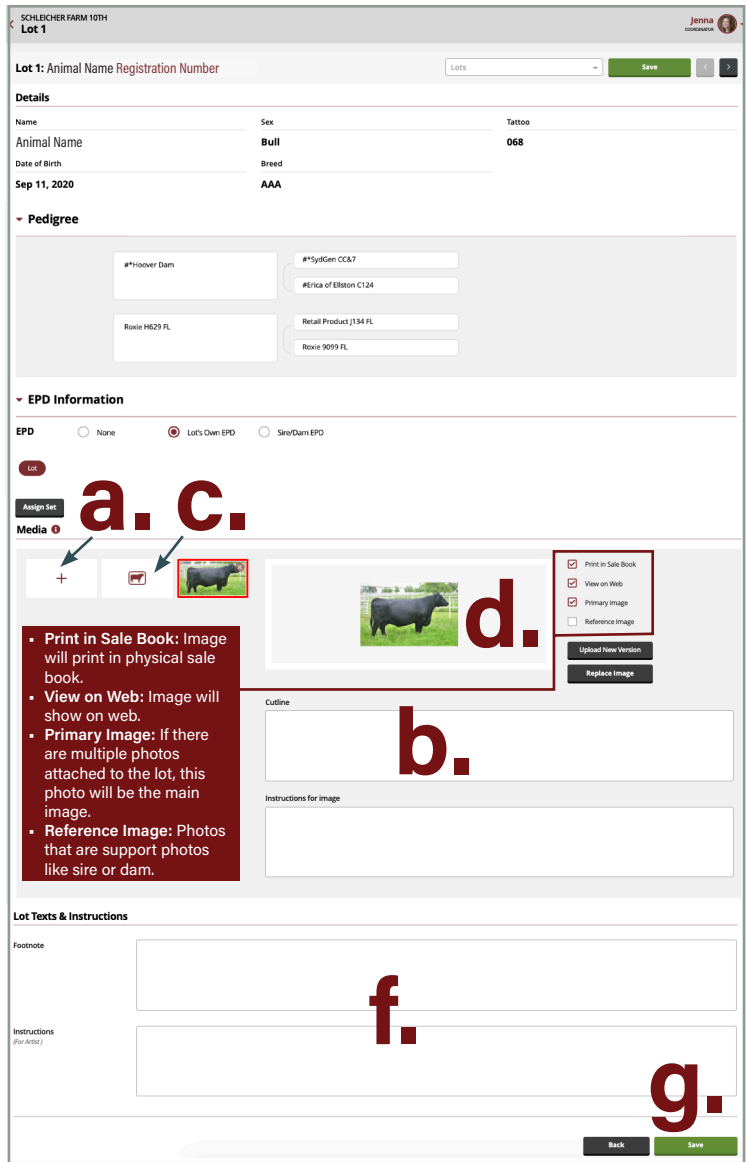 SCHLEICHER FARM 10TH
Lot 1
Jenna
COORDINATOR
Lot 1: Animal Name Registration Number
Lots
Save
<
>
Details
Name
Sex
Tattoo
Animal Name
Bull
068
Date of Birth
Breed
Sep 11, 2020
AAA
Pedigree
#*Hoover Dam
#*SydGen CC&7
#Erica of Ellston C124
Roxie H629 FL
Retail Product J134 FL
Roxie 9099 FL
EPD Information
EPD
None
Lot's Own EPD
Sire/Dam EPD
Lot
Assign Set
a.
c.
Media
+
Print in Sale Book
View on Web
Primary Image
Reference Image
d.
Upload New Version
Replace Image
▪ Print in Sale Book: Image
will print in physical sale
book.
▪ View on Web: Image will
show on web.
▪ Primary Image: If there
are multiple photos
attached to the lot, this
photo will be the main
image.
▪ Reference Image: Photos
that are support photos
like sire or dam.
Cutline
b.
Instructions for image
Lot Texts & Instructions
Footnote
f.
Instructions
(For Artist)
g.
Back
Save